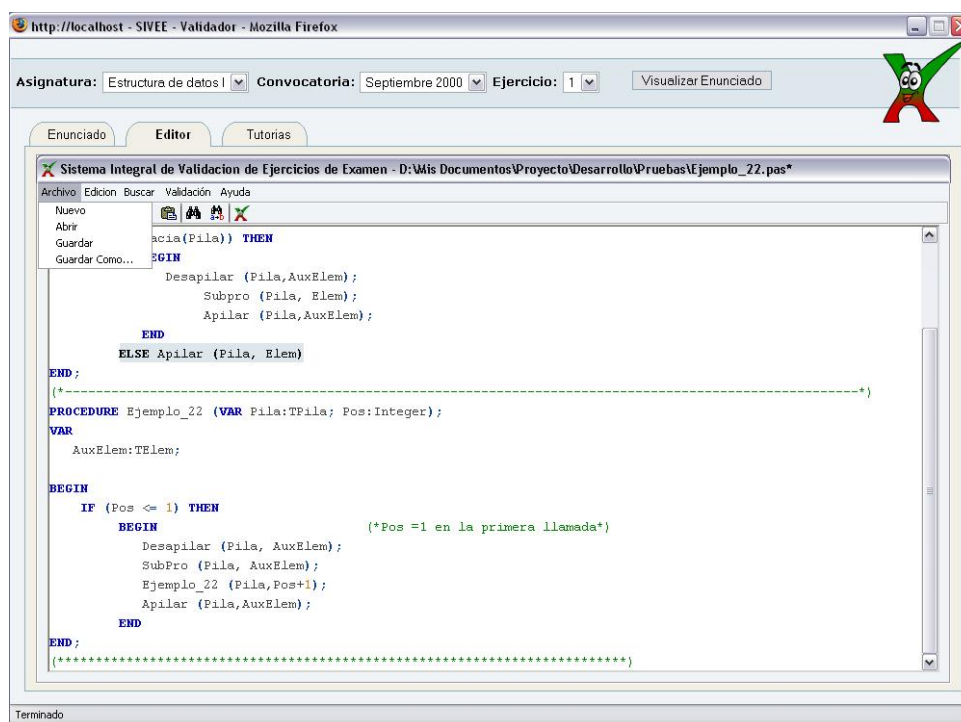 http://localhost - SIVEE - Validador - Mozilla Firefox
Asignatura: Estructura de datos I Convocatoria: Septiembre 2000 Ejercicio: 1 Visualizar Enunciado
Enunciado Editor Tutorias
Sistema Integral de Validacion de Ejercicios de Examen - D:\Mis Documentos\Proyecto\Desarrollo\Pruebas\Ejemplo_22.pas*
Archivo Edicion Buscar Validación Ayuda
Nuevo
Abrir
Guardar
Guardar Como...
acia(Pila)) THEN
EGIN
Desapilar (Pila,AuxElem);
Subpro (Pila, Elem);
Apilar (Pila,AuxElem);
END
ELSE Apilar (Pila, Elem)
END;
(*--------------------------------------------------------------------------------------------------------*)
PROCEDURE Ejemplo_22 (VAR Pila:TPila; Pos:Integer);
VAR
AuxElem:TElem;
BEGIN
IF (Pos <= 1) THEN
BEGIN (*Pos =1 en la primera llamada*)
Desapilar (Pila, AuxElem);
SubPro (Pila, AuxElem);
Ejemplo_22 (Pila,Pos+1);
Apilar (Pila,AuxElem);
END
END;
(**************************************************************************)
Terminado